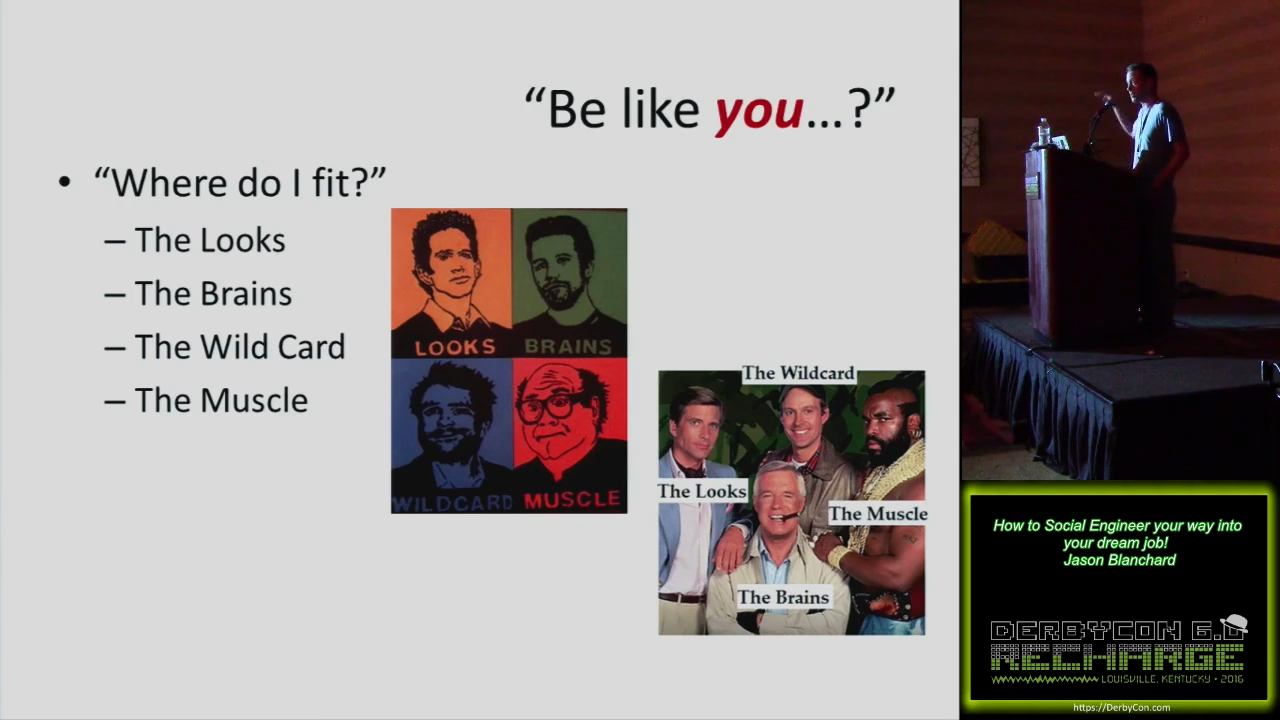 “Be like you...?”
• “Where do I fit?”
– The Looks
– The Brains
– The Wild Card
– The Muscle
LOOKS
BRAINS
WILDCARD
MUSCLE
The Wildcard
The Looks
The Muscle
The Brains
How to Social Engineer your way into
your dream job!
Jason Blanchard
DERBYCON 6.0
RECHARGE
LOUISVILLE, KENTUCKY • 2016
https://DerbyCon.com